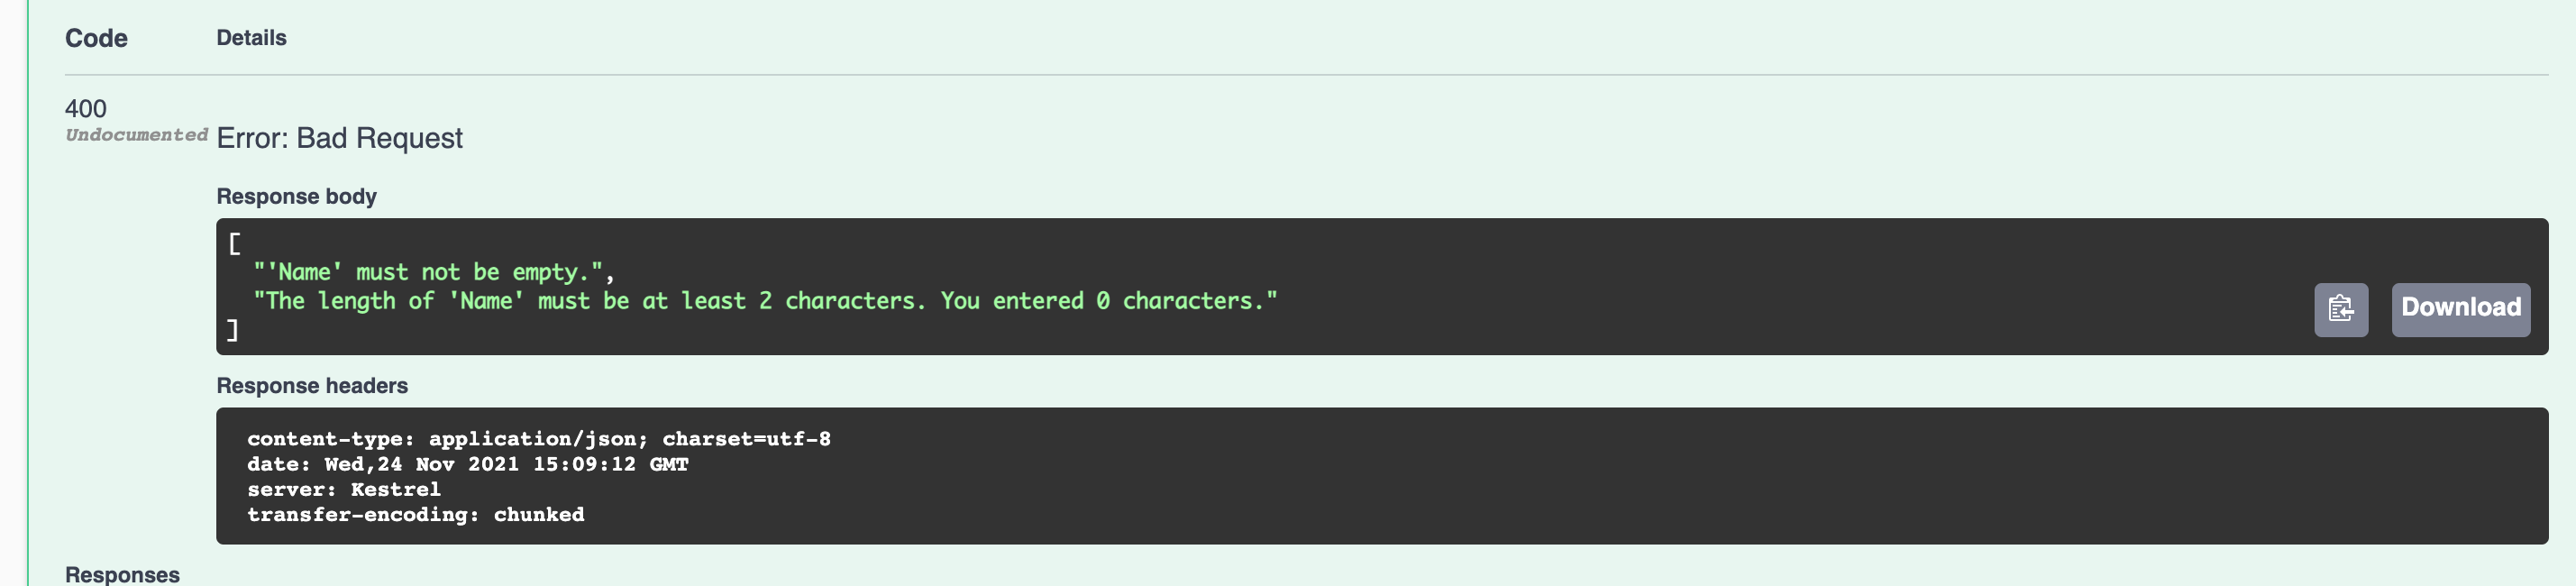 Code Details
400
Undocumented Error: Bad Request
Response body
[
"'Name' must not be empty.",
"The length of 'Name' must be at least 2 characters. You entered 0 characters."
]
Download
Response headers
content-type: application/json; charset=utf-8
date: Wed,24 Nov 2021 15:09:12 GMT
server: Kestrel
transfer-encoding: chunked
Responses